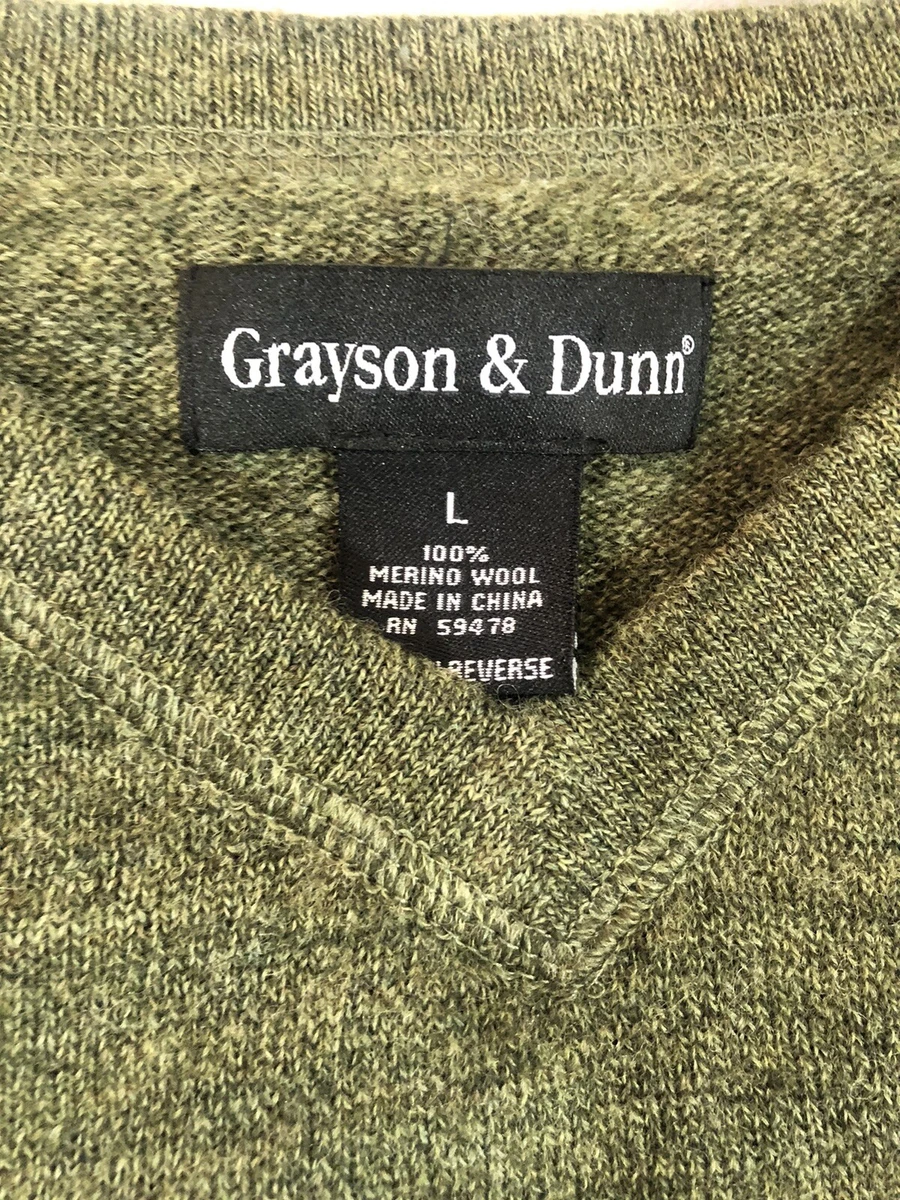 Grayson & Dunn®
L
100%
MERINO WOOL
MADE IN CHINA
RN 59478
REVERSE